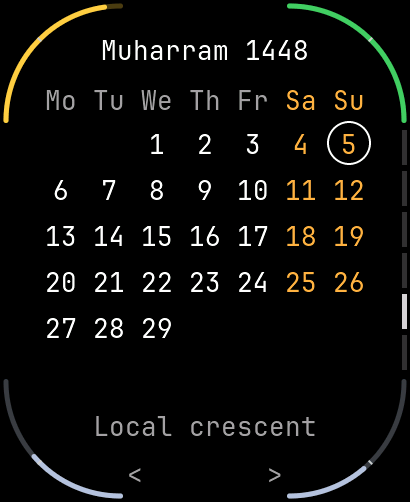 Muharram 1448
Mo Tu We Th Fr Sa Su
1 2 3 4 5
6 7 8 9 10 11 12
13 14 15 16 17 18 19
20 21 22 23 24 25 26
27 28 29
Local crescent
< >